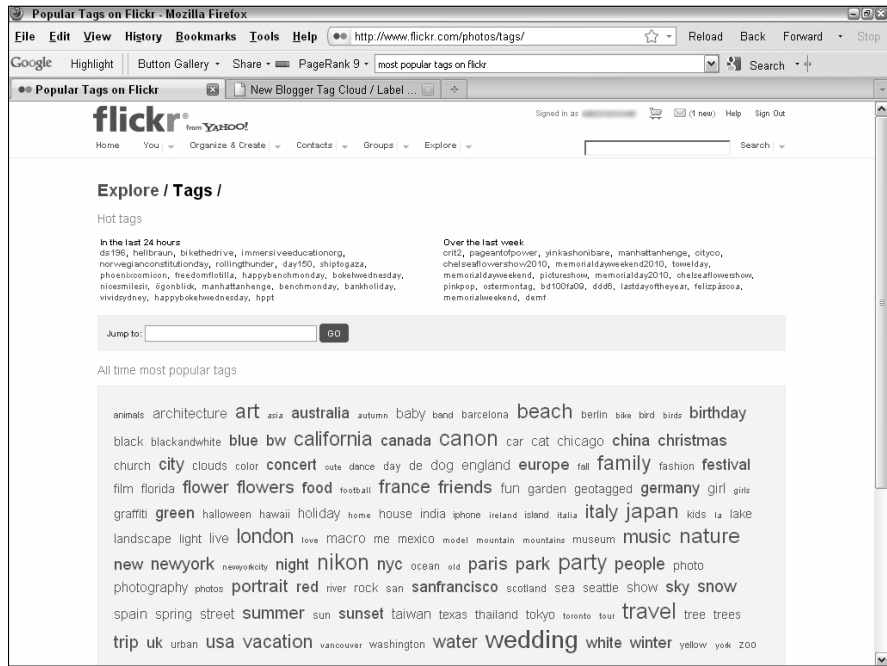 Popular Tags on Flickr - Mozilla Firefox
File Edit View History Bookmarks Tools Help http://www.flickr.com/photos/tags/ Reload Back Forward Stop
Google Highlight Button Gallery Share PageRank 9 most popular tags on flickr Search
Popular Tags on Flickr New Blogger Tag Cloud / Label ...
flickr® from YAHOO! Signed in as (1 new) Help Sign Out
Home You Organize & Create Contacts Groups Explore Search
Explore / Tags /
Hot tags
In the last 24 hours
ds196, hellbraun, bikethedrive, immersiveeducationorg,
norwegianconstitutionday, rollingthunder, day150, shiptogaza,
phoenixcomicon, freedomflotilla, happybenchmonday, bokehwednesday,
nicesmilesir, ögonblick, manhattanhenge, benchmonday, bankholiday,
vividsydney, happybokehwednesday, hppt
Over the last week
crit2, pageantofpower, yinkashonibare, manhattanhenge, cityco,
chelseaflowershow2010, memorialdayweekend2010, towelday,
memorialdayweekend, pictureshow, memorialday2010, chelseaflowershow,
pinkpop, ostermontag, bd100fa09, ddd6, lastdayoftheyear, felizpáscoa,
memorialweekend, demf
Jump to: GO
All time most popular tags
animals architecture art asia australia autumn baby band barcelona beach berlin bike bird birds birthday
black blackandwhite blue bw california canada canon car cat chicago china christmas
church city clouds color concert cute dance day de dog england europe fall family fashion festival
film florida flower flowers food football france friends fun garden geotagged germany girl girls
graffiti green halloween hawaii holiday home house india iphone ireland island italia italy japan kids la lake
landscape light live london love macro me mexico model mountain mountains museum music nature
new newyork newyorkcity night nikon nyc ocean old paris park party people photo
photography photos portrait red river rock san sanfrancisco scotland sea seattle show sky snow
spain spring street summer sun sunset taiwan texas thailand tokyo toronto tour travel tree trees
trip uk urban usa vacation vancouver washington water wedding white winter yellow york zoo